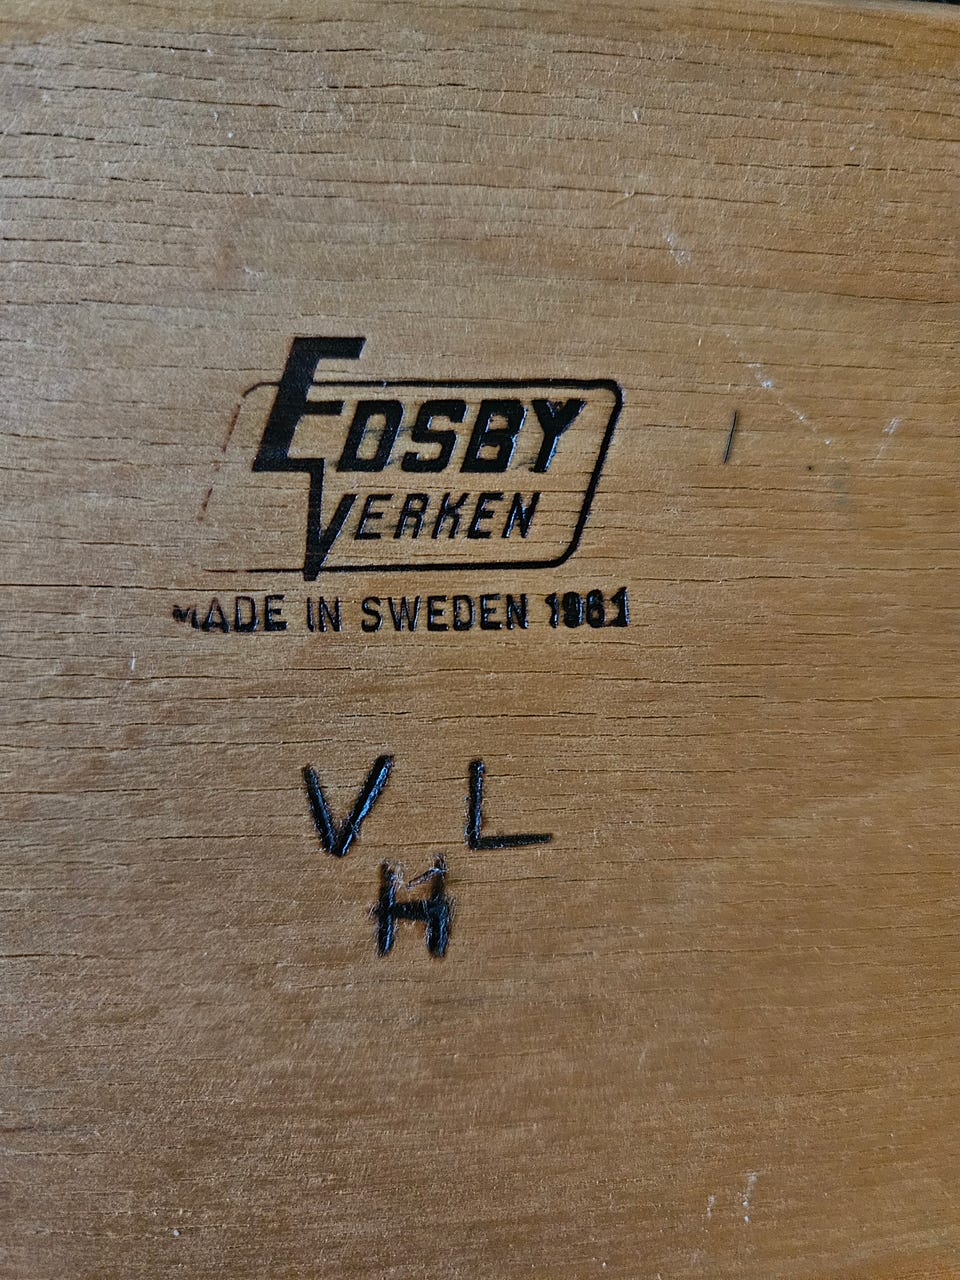 EDSBY
VERKEN
MADE IN SWEDEN 1961
V L
H